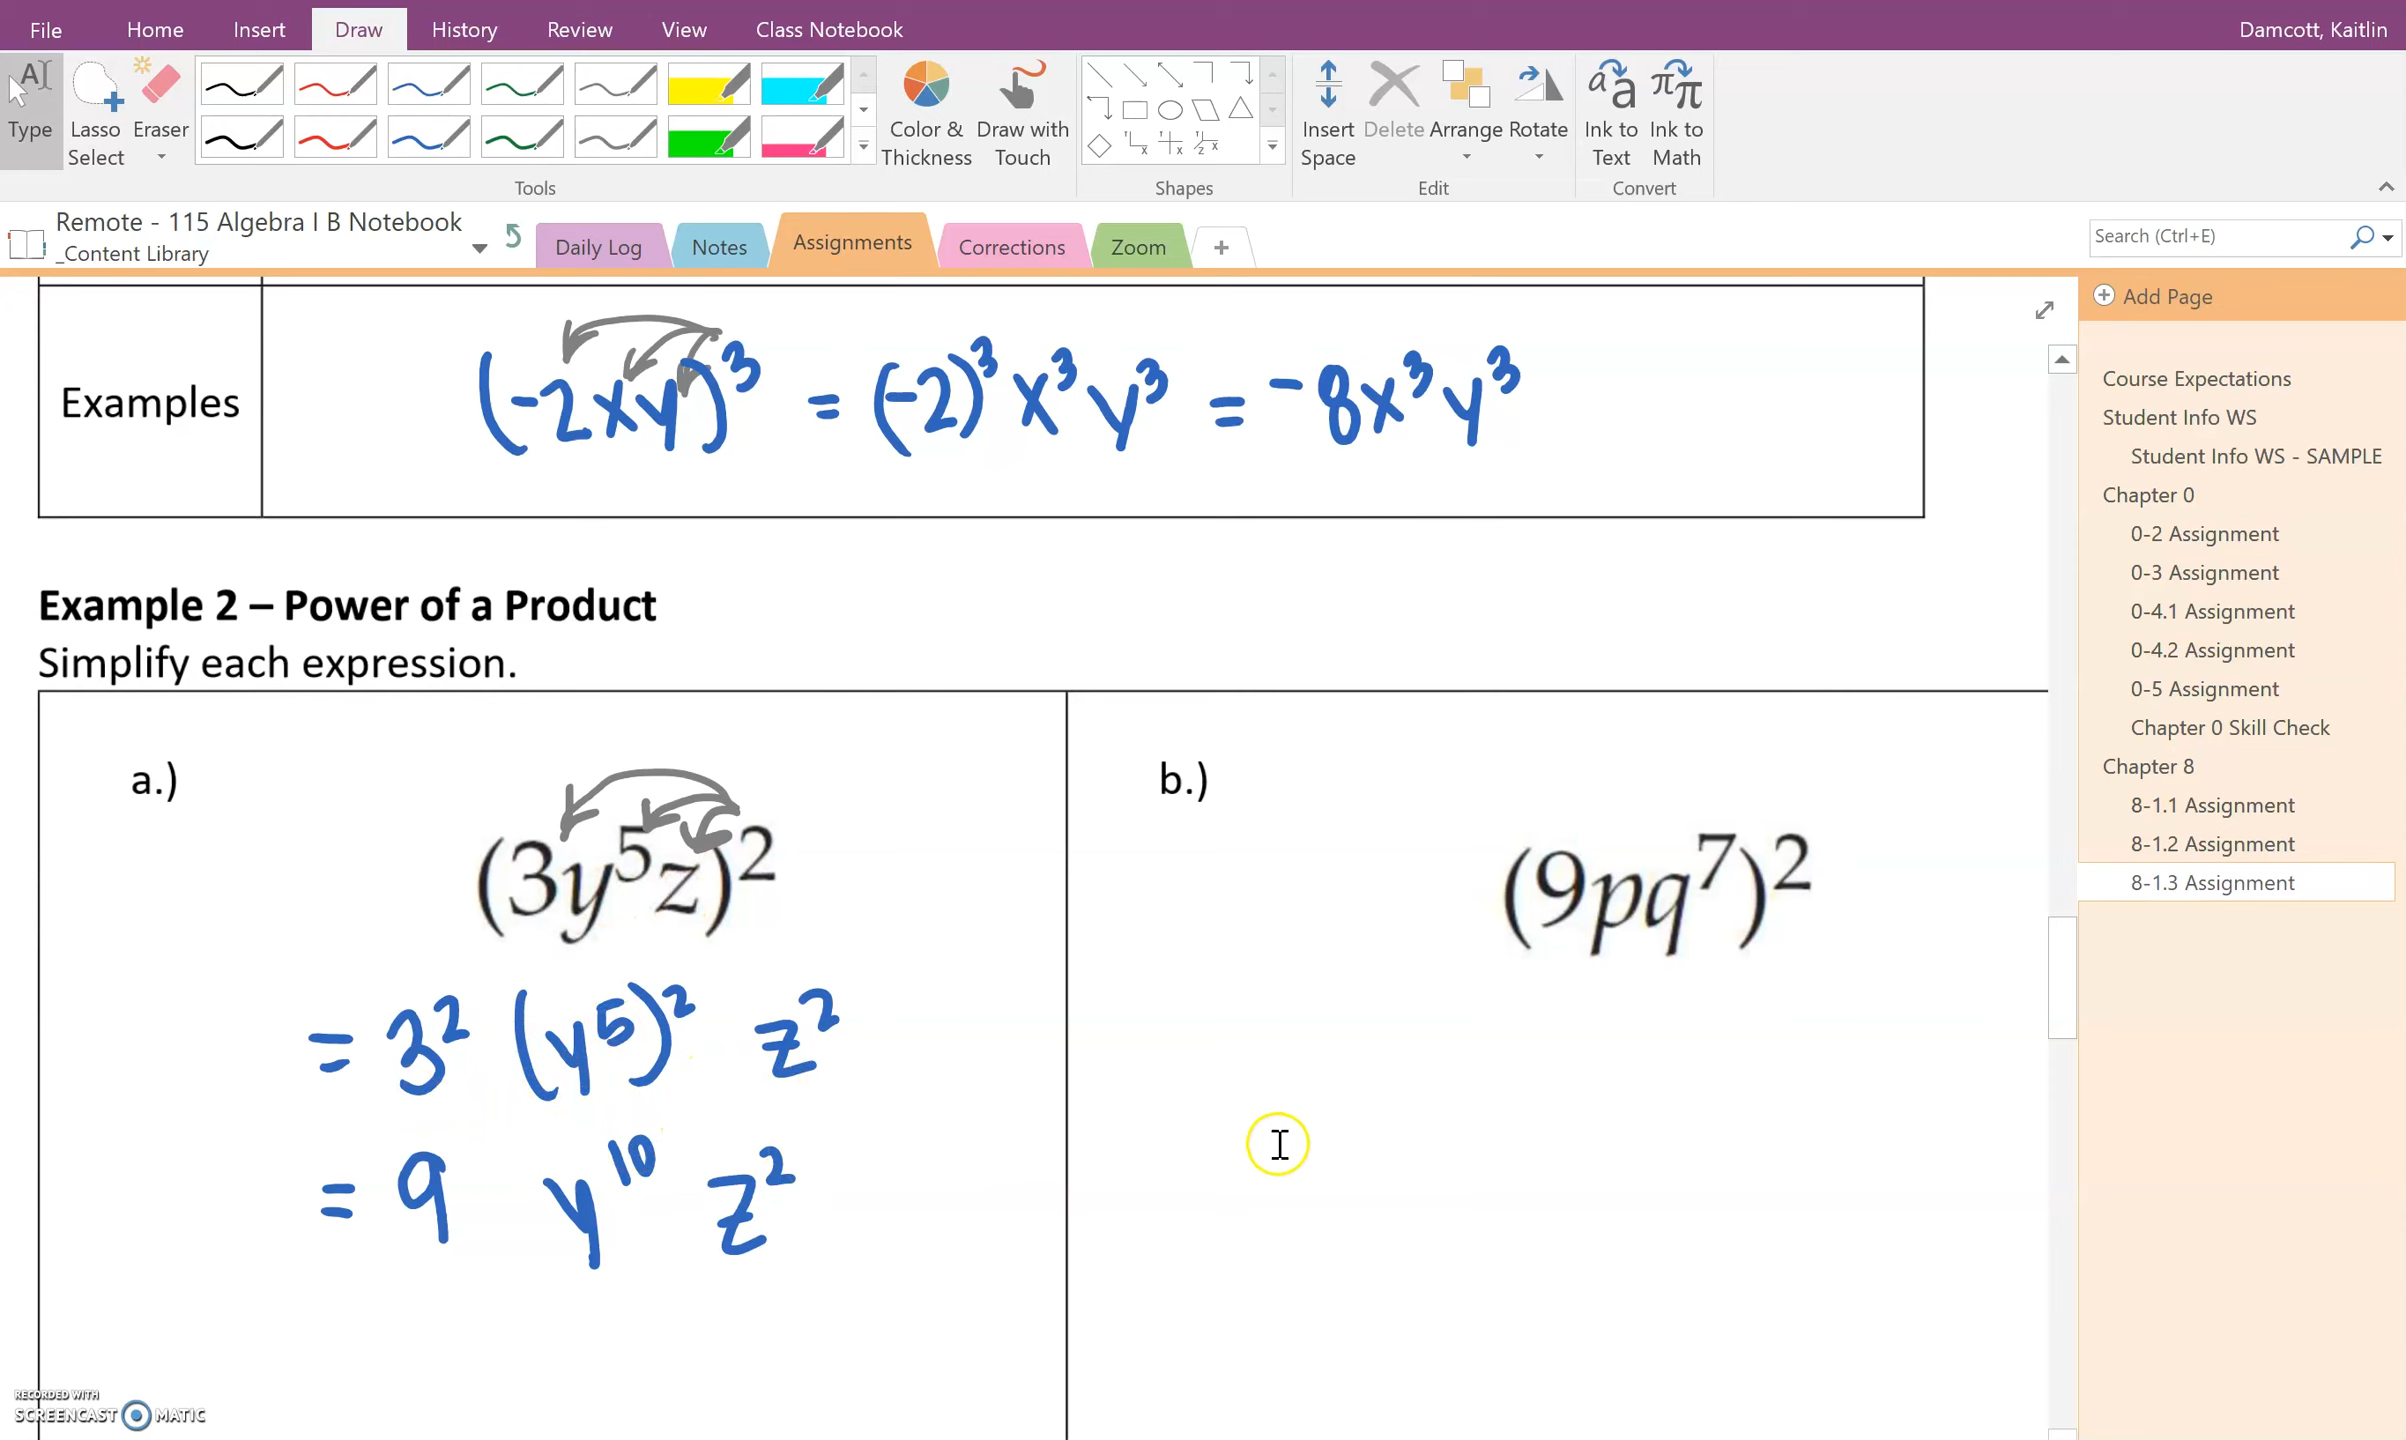 File Home Insert Draw History Review View Class Notebook Damcott, Kaitlin
Type
Lasso Select
Eraser
Color & Thickness
Draw with Touch
Insert Space
Delete
Arrange
Rotate
Ink to Text
Ink to Math
Tools Shapes Edit Convert
Remote - 115 Algebra I B Notebook
_Content Library
Daily Log Notes Assignments Corrections Zoom +
Search (Ctrl+E)
Add Page
Course Expectations
Student Info WS
Student Info WS - SAMPLE
Chapter 0
0-2 Assignment
0-3 Assignment
0-4.1 Assignment
0-4.2 Assignment
0-5 Assignment
Chapter 0 Skill Check
Chapter 8
8-1.1 Assignment
8-1.2 Assignment
8-1.3 Assignment
Examples
(-2xy)³ = (-2)³ x³ y³ = -8x³y³
Example 2 – Power of a Product
Simplify each expression.
a.)
(3y⁵z)²
= 3² (y⁵)² z²
= 9 y¹⁰ z²
b.)
(9pq⁷)²
RECORDED WITH
SCREENCAST MATIC